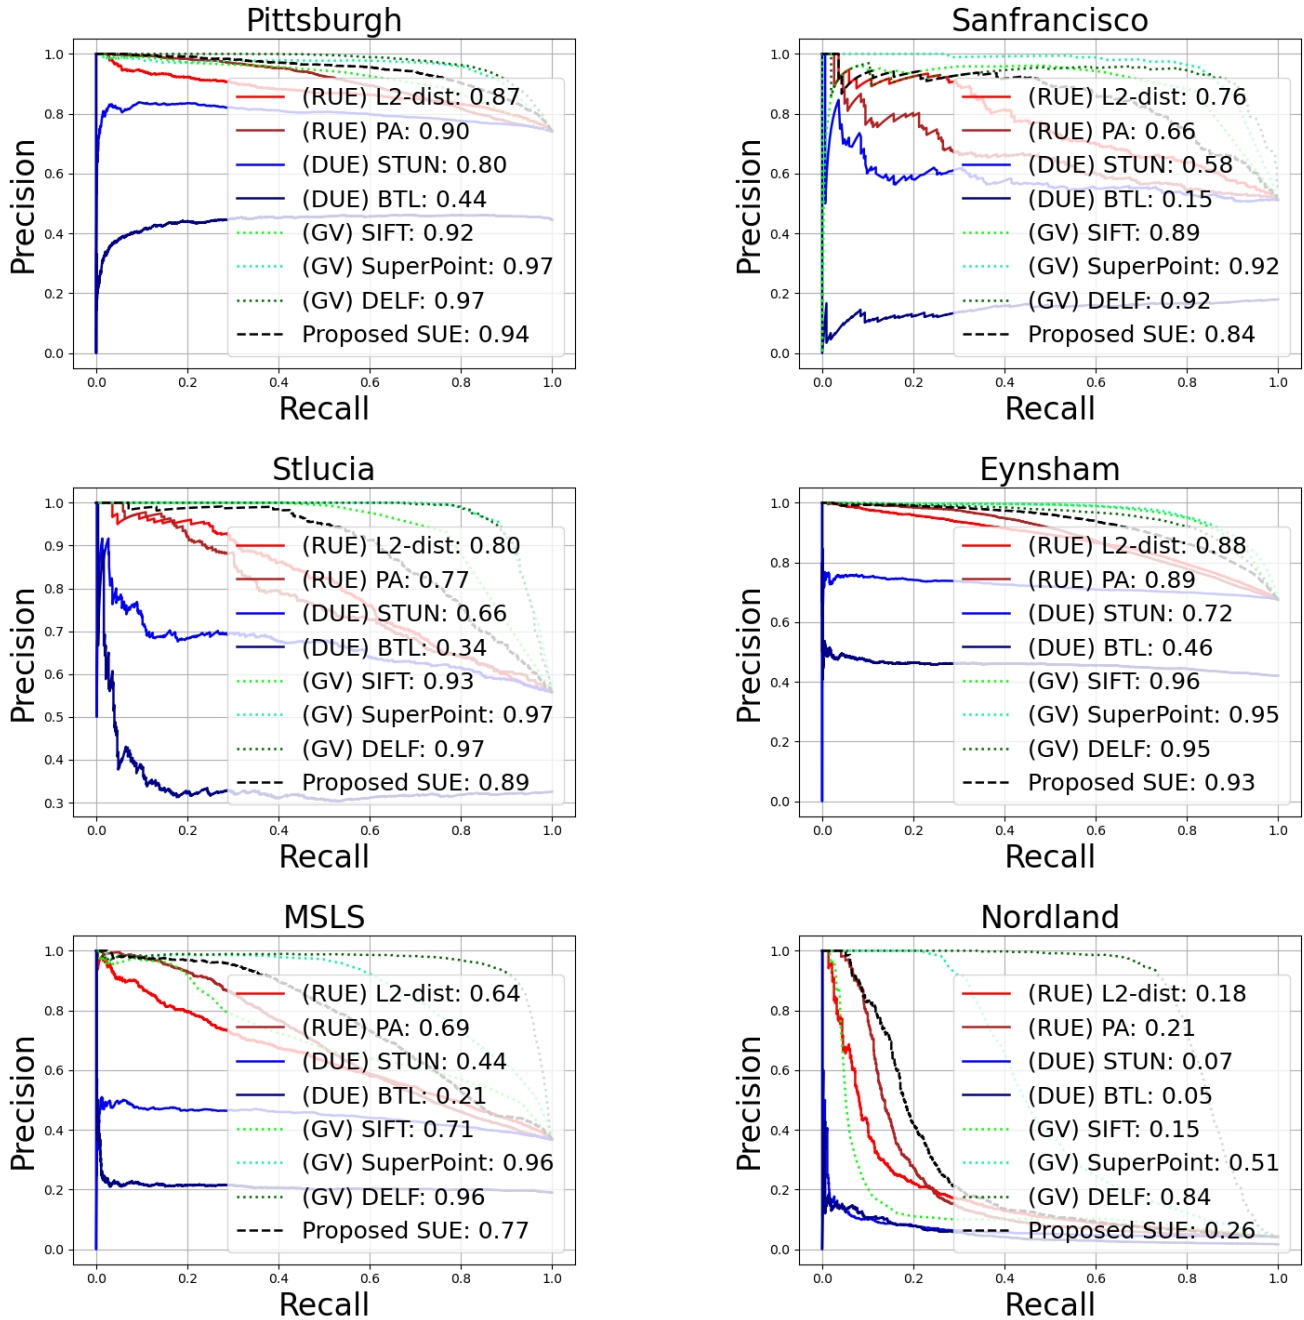 Pittsburgh
Precision
1.0
0.8
0.6
0.4
0.2
0.0
(RUE) L2-dist: 0.87
(RUE) PA: 0.90
(DUE) STUN: 0.80
(DUE) BTL: 0.44
(GV) SIFT: 0.92
(GV) SuperPoint: 0.97
(GV) DELF: 0.97
Proposed SUE: 0.94
0.0 0.2 0.4 0.6 0.8 1.0
Recall
Sanfrancisco
Precision
1.0
0.8
0.6
0.4
0.2
0.0
(RUE) L2-dist: 0.76
(RUE) PA: 0.66
(DUE) STUN: 0.58
(DUE) BTL: 0.15
(GV) SIFT: 0.89
(GV) SuperPoint: 0.92
(GV) DELF: 0.92
Proposed SUE: 0.84
0.0 0.2 0.4 0.6 0.8 1.0
Recall
Stlucia
Precision
1.0
0.9
0.8
0.7
0.6
0.5
0.4
0.3
(RUE) L2-dist: 0.80
(RUE) PA: 0.77
(DUE) STUN: 0.66
(DUE) BTL: 0.34
(GV) SIFT: 0.93
(GV) SuperPoint: 0.97
(GV) DELF: 0.97
Proposed SUE: 0.89
0.0 0.2 0.4 0.6 0.8 1.0
Recall
Eynsham
Precision
1.0
0.8
0.6
0.4
0.2
0.0
(RUE) L2-dist: 0.88
(RUE) PA: 0.89
(DUE) STUN: 0.72
(DUE) BTL: 0.46
(GV) SIFT: 0.96
(GV) SuperPoint: 0.95
(GV) DELF: 0.95
Proposed SUE: 0.93
0.0 0.2 0.4 0.6 0.8 1.0
Recall
MSLS
Precision
1.0
0.8
0.6
0.4
0.2
0.0
(RUE) L2-dist: 0.64
(RUE) PA: 0.69
(DUE) STUN: 0.44
(DUE) BTL: 0.21
(GV) SIFT: 0.71
(GV) SuperPoint: 0.96
(GV) DELF: 0.96
Proposed SUE: 0.77
0.0 0.2 0.4 0.6 0.8 1.0
Recall
Nordland
Precision
1.0
0.8
0.6
0.4
0.2
0.0
(RUE) L2-dist: 0.18
(RUE) PA: 0.21
(DUE) STUN: 0.07
(DUE) BTL: 0.05
(GV) SIFT: 0.15
(GV) SuperPoint: 0.51
(GV) DELF: 0.84
Proposed SUE: 0.26
0.0 0.2 0.4 0.6 0.8 1.0
Recall